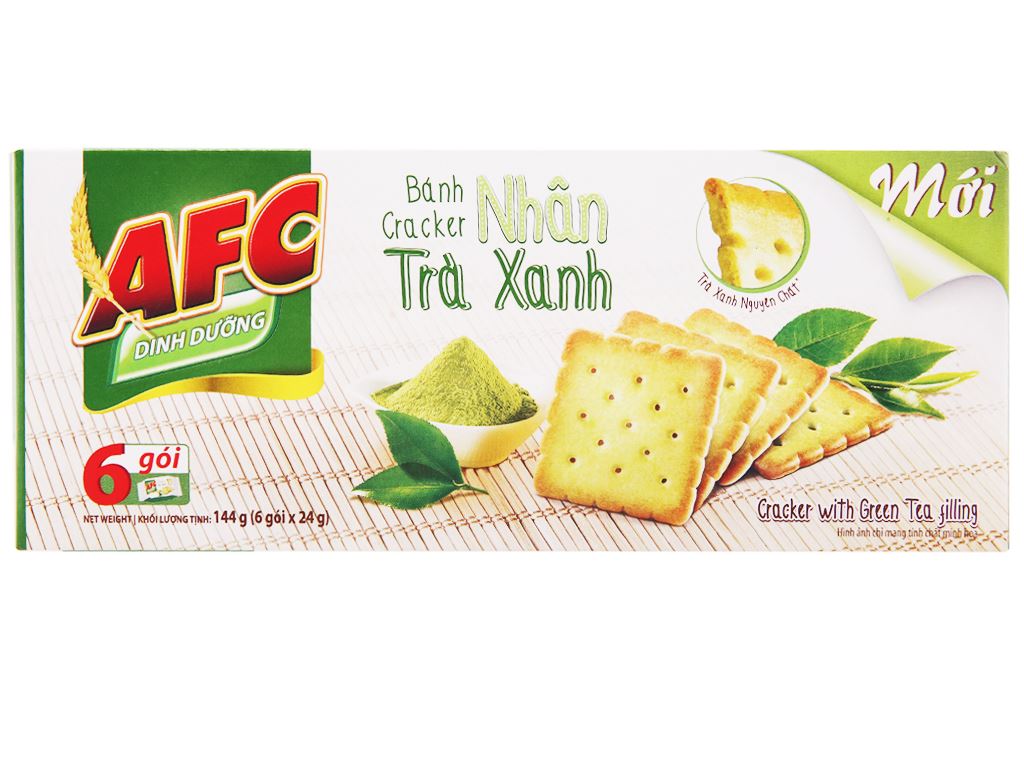 AFC
DINH DƯỠNG
Bánh
Cracker
Nhân
Trà Xanh
Trà Xanh Nguyên Chất
Mới
6 gói
AFC
NET WEIGHT | KHỐI LƯỢNG TỊNH: 144 g (6 gói x 24 g)
Cracker with Green Tea filling
Hình ảnh chỉ mang tính chất minh họa